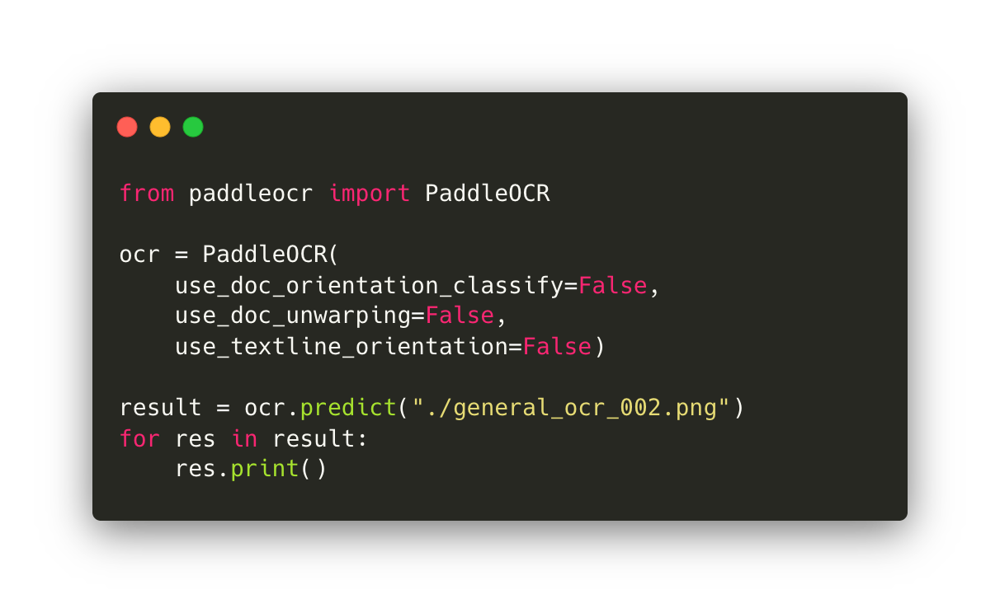 from paddleocr import PaddleOCR

ocr = PaddleOCR(
    use_doc_orientation_classify=False,
    use_doc_unwarping=False,
    use_textline_orientation=False)

result = ocr.predict("./general_ocr_002.png")
for res in result:
    res.print()